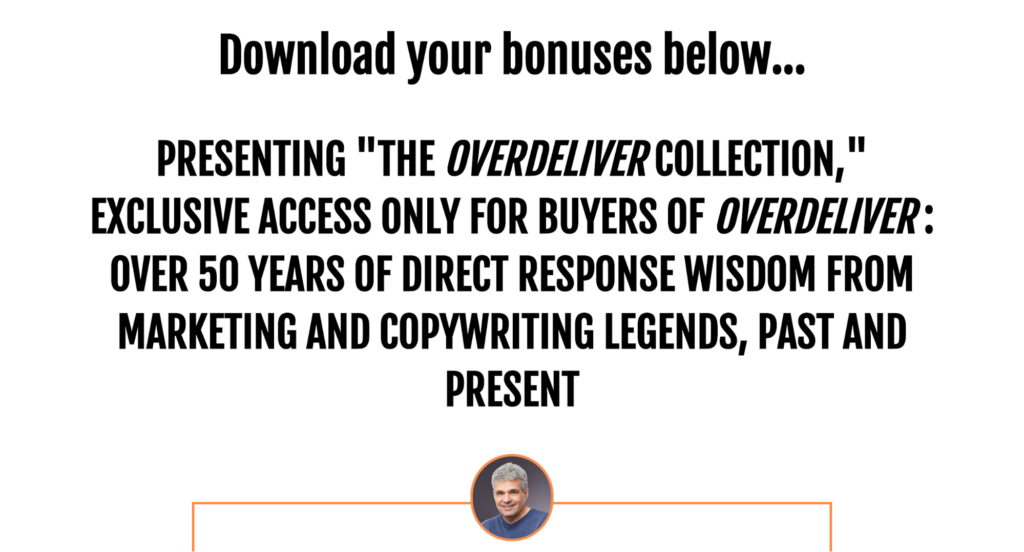 Download your bonuses below...
PRESENTING "THE OVERDELIVER COLLECTION,"
EXCLUSIVE ACCESS ONLY FOR BUYERS OF OVERDELIVER:
OVER 50 YEARS OF DIRECT RESPONSE WISDOM FROM
MARKETING AND COPYWRITING LEGENDS, PAST AND
PRESENT